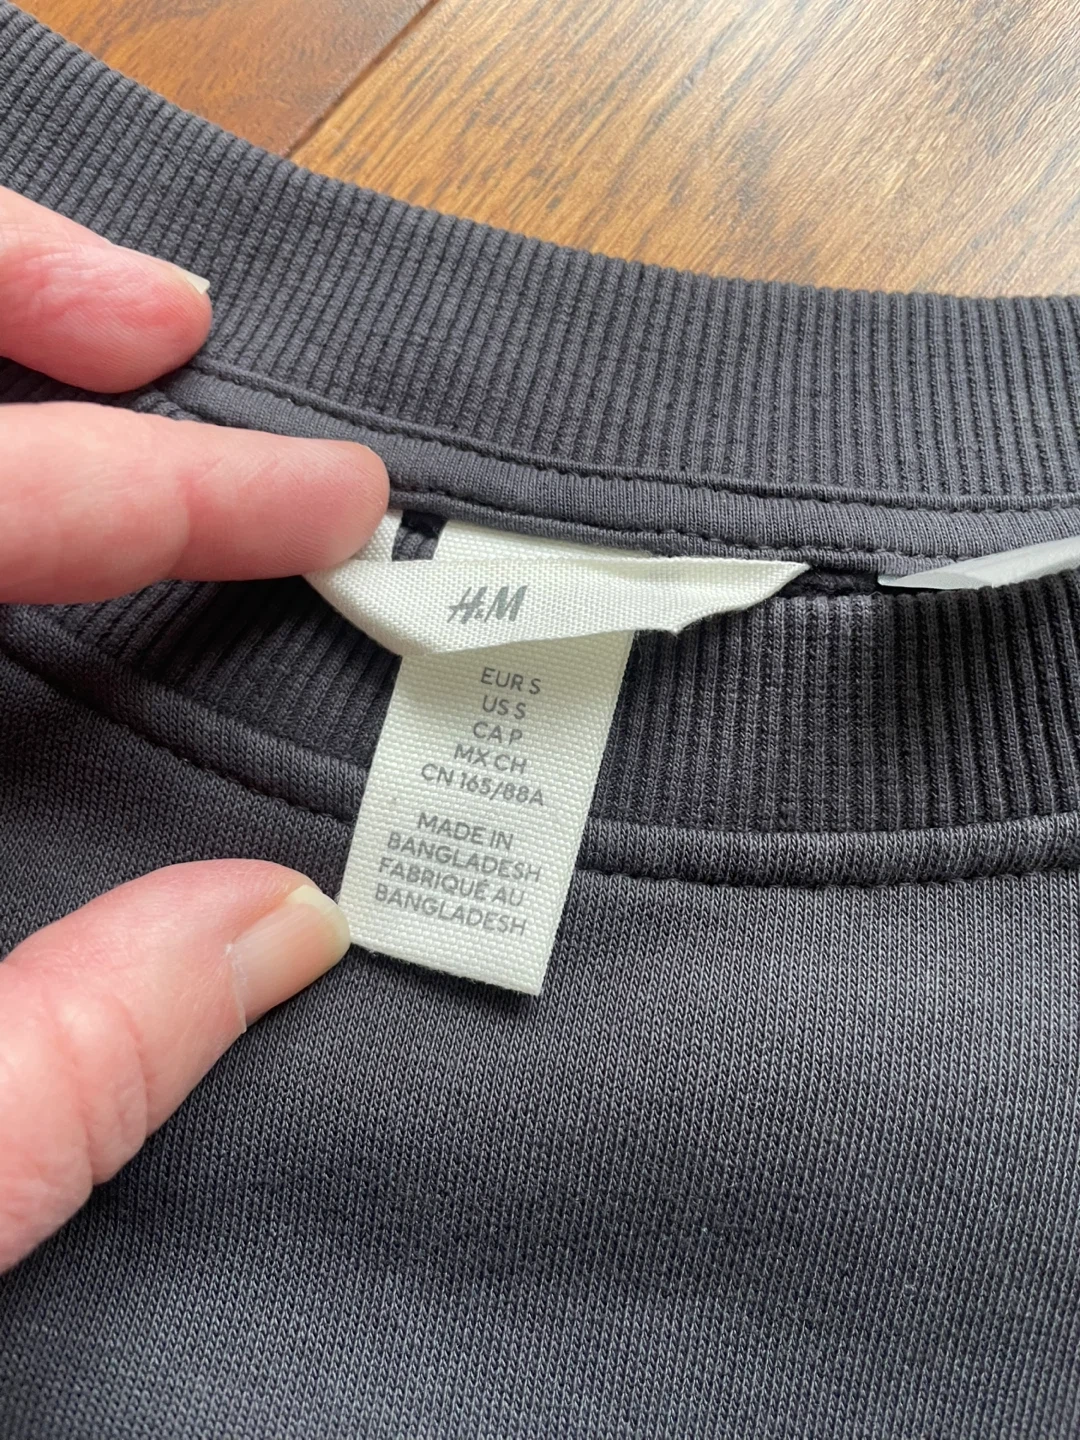 H&M
EUR S
US S
CA P
MX CH
CN 165/88A
MADE IN
BANGLADESH
FABRIQUÉ AU
BANGLADESH